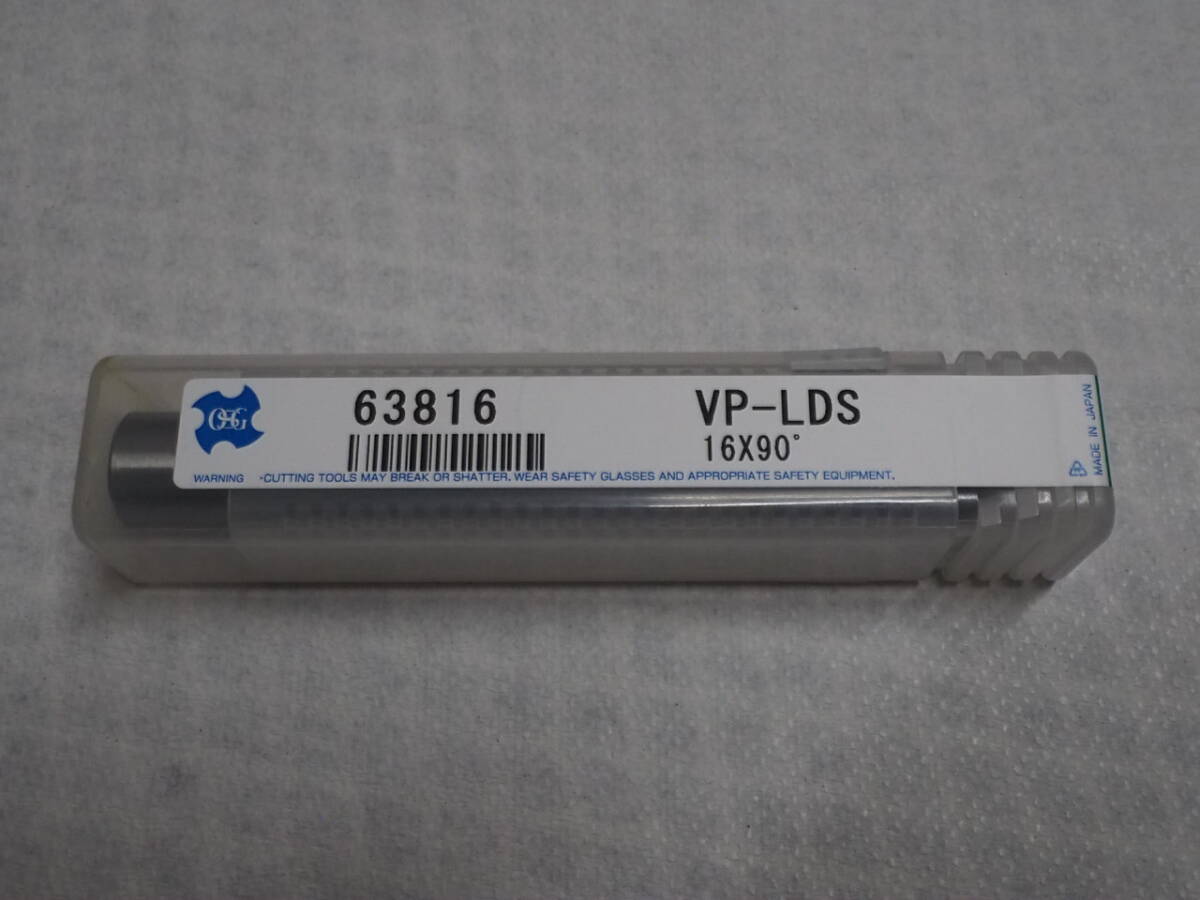 OSG
63816
VP-LDS
16X90°
WARNING •CUTTING TOOLS MAY BREAK OR SHATTER. WEAR SAFETY GLASSES AND APPROPRIATE SAFETY EQUIPMENT.
MADE IN JAPAN